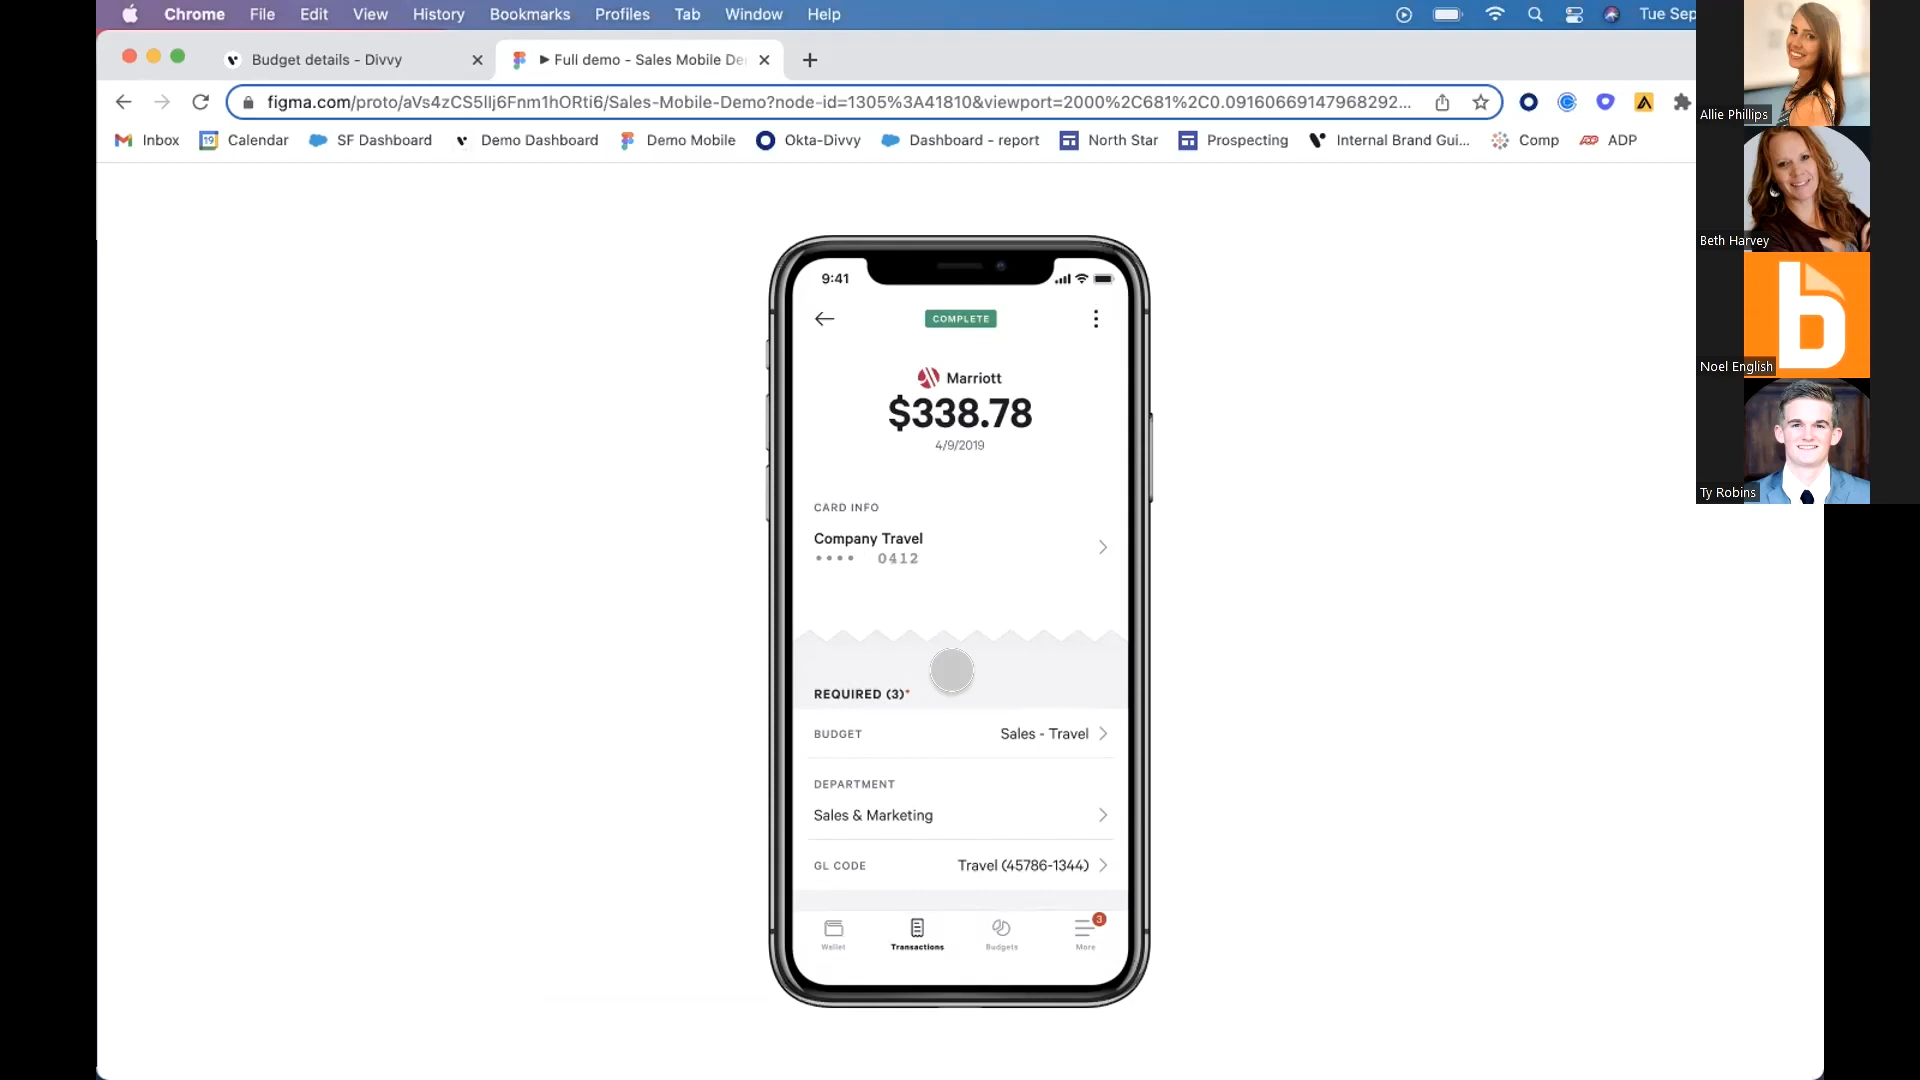 Chrome File Edit View History Bookmarks Profiles Tab Window Help Tue Sep
Budget details - Divvy
Full demo - Sales Mobile De
figma.com/proto/aVs4zCS5llj6Fnm1hORti6/Sales-Mobile-Demo?node-id=1305%3A41810&viewport=2000%2C681%2C0.09160669147968292...
Inbox 19 Calendar SF Dashboard Demo Dashboard Demo Mobile Okta-Divvy Dashboard - report North Star Prospecting Internal Brand Gui... Comp ADP
Allie Phillips
Beth Harvey
b
Noel English
Ty Robins
9:41
COMPLETE
Marriott
$338.78
4/9/2019
CARD INFO
Company Travel
•••• 0412
REQUIRED (3)*
BUDGET Sales - Travel
DEPARTMENT
Sales & Marketing
GL CODE Travel (45786-1344)
3
Wallet Transactions Budgets More